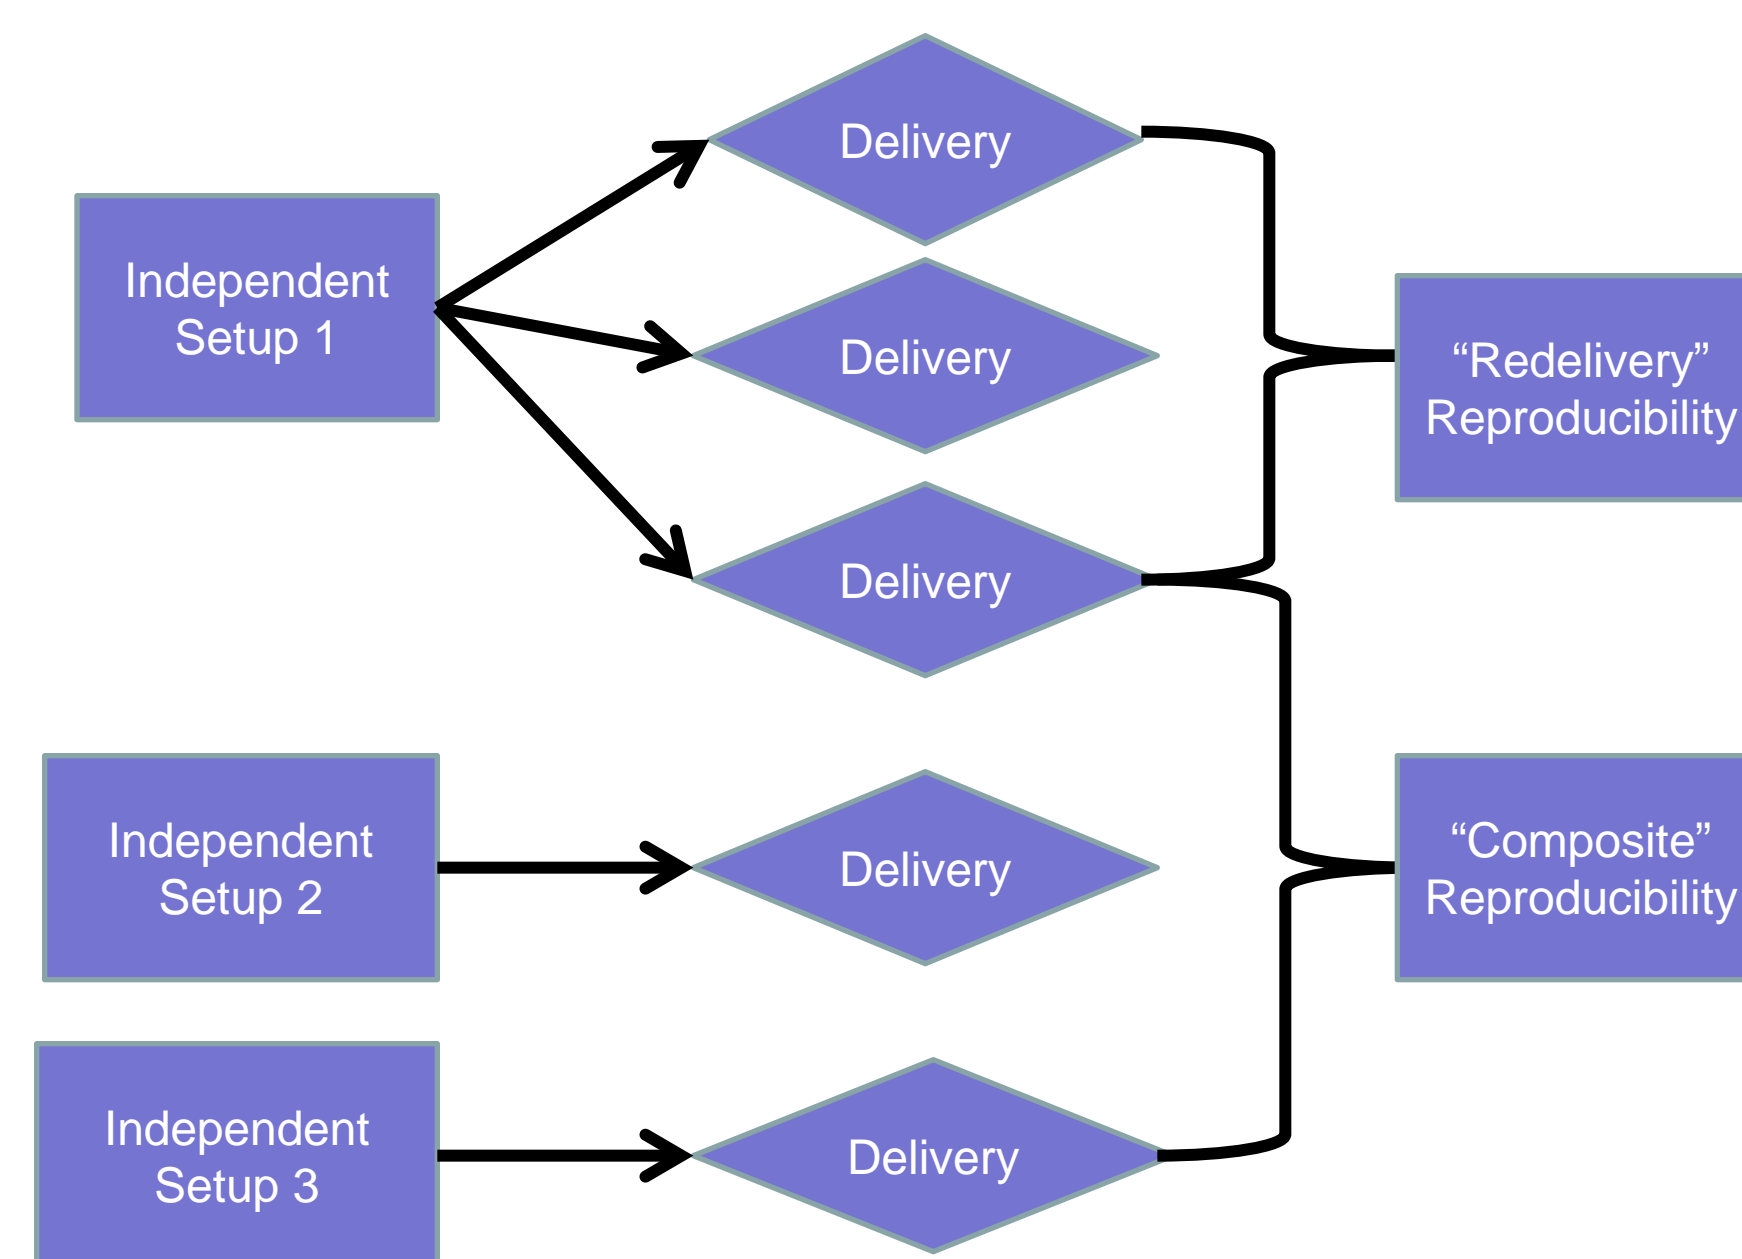 Delivery
Independent
Setup 1
Delivery
“Redelivery”
Reproducibility
Delivery
Independent
Setup 2
Delivery
“Composite”
Reproducibility
Independent
Setup 3
Delivery